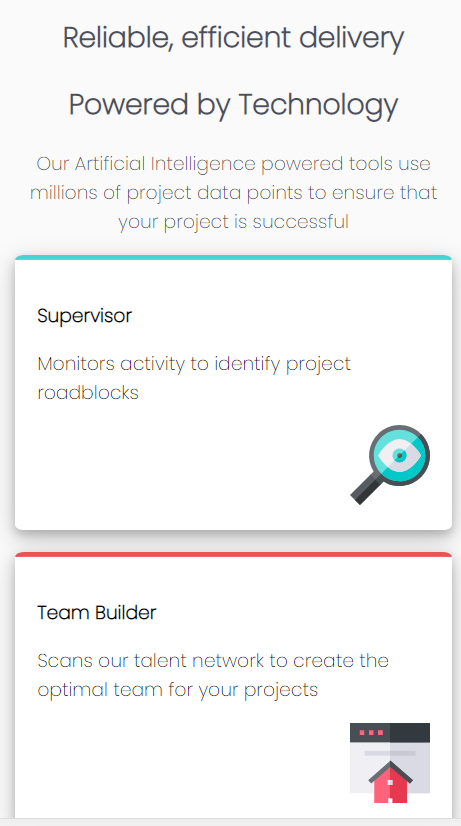 Reliable, efficient delivery
Powered by Technology
Our Artificial Intelligence powered tools use
millions of project data points to ensure that
your project is successful
Supervisor
Monitors activity to identify project
roadblocks
Team Builder
Scans our talent network to create the
optimal team for your projects